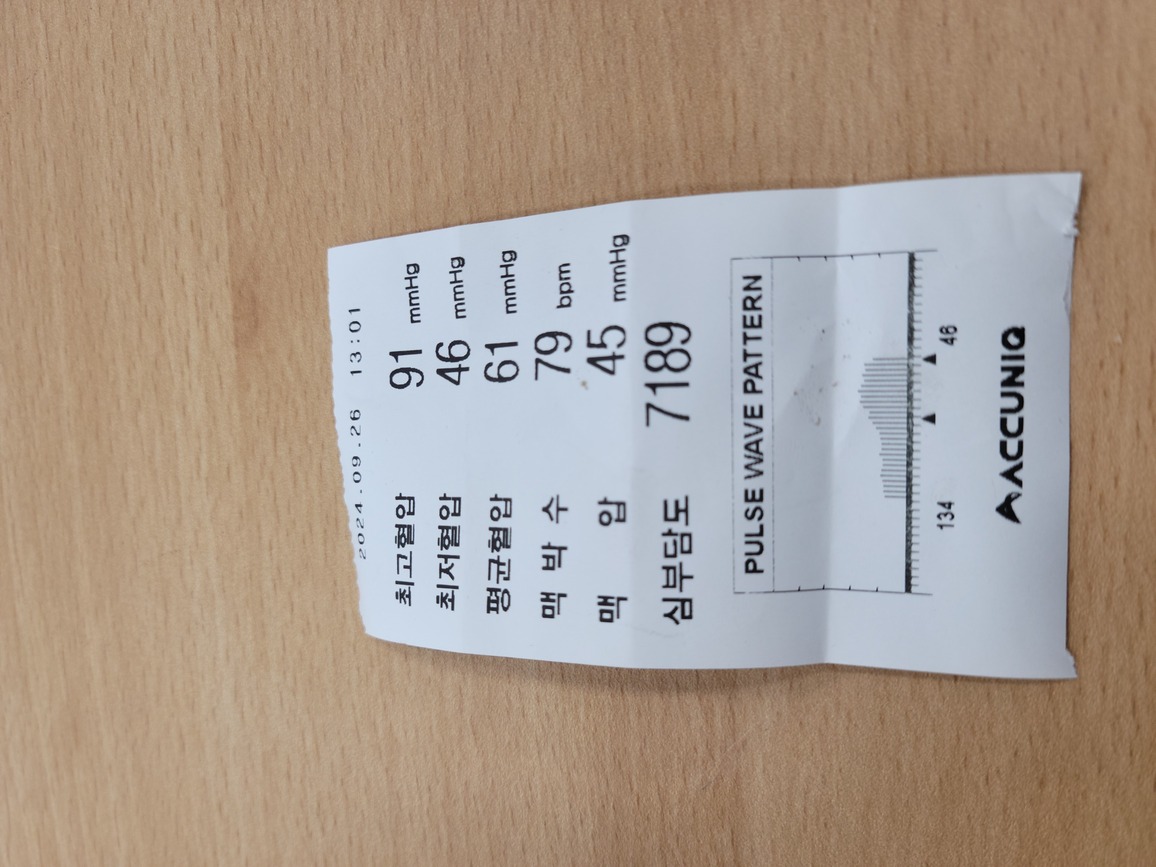 2024.09.26 13:01
최고혈압 91 mmHg
최저혈압 46 mmHg
평균혈압 61 mmHg
맥 박 수 79 bpm
맥 압 45 mmHg
심부담도 7189
PULSE WAVE PATTERN
134 46
ACCUNIQ